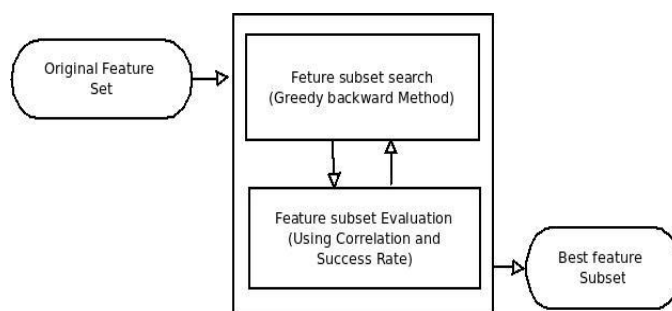 Original Feature
Set
Feture subset search
(Greedy backward Method)
Feature subset Evaluation
(Using Correlation and
Success Rate)
Best feature
Subset